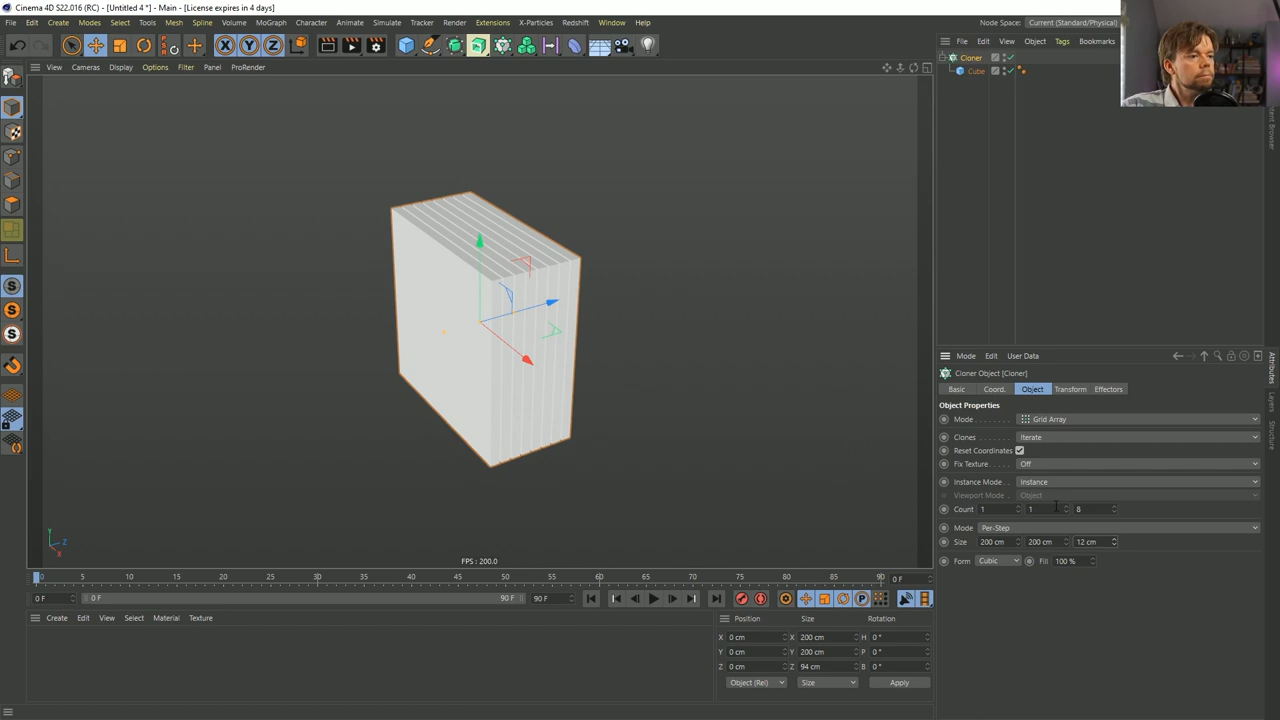 Cinema 4D S22.016 (RC) - [Untitled 4 *] - Main - [License expires in 4 days]
File Edit Create Modes Select Tools Mesh Spline Volume MoGraph Character Animate Simulate Tracker Render Extensions X-Particles Redshift Window Help Node Space: Current (Standard/Physical)
X Y Z File Edit View Object Tags Bookmarks
View Cameras Display Options Filter Panel ProRender
Cloner
Cube
S
S
S
Mode Edit User Data
Cloner Object [Cloner]
Basic Coord. Object Transform Effectors
Object Properties
Mode . . . . . . . . Grid Array
Clones . . . . . . . Iterate
Reset Coordinates
Fix Texture . . . . . Off
Instance Mode . . Instance
Viewport Mode . Object
Count 1 1 8
Mode Per-Step
Size 200 cm 200 cm 12 cm
Form Cubic Fill 100 %
Y
Z
X
FPS : 200.0
0 5 10 15 20 25 30 35 40 45 50 55 60 65 70 75 80 85 90 0 F
0 F 0 F 90 F 90 F P
Create Edit View Select Material Texture
Position Size Rotation
X 0 cm X 200 cm H 0 °
Y 0 cm Y 200 cm P 0 °
Z 0 cm Z 94 cm B 0 °
Object (Rel) Size Apply
Attributes
Layers
Structure